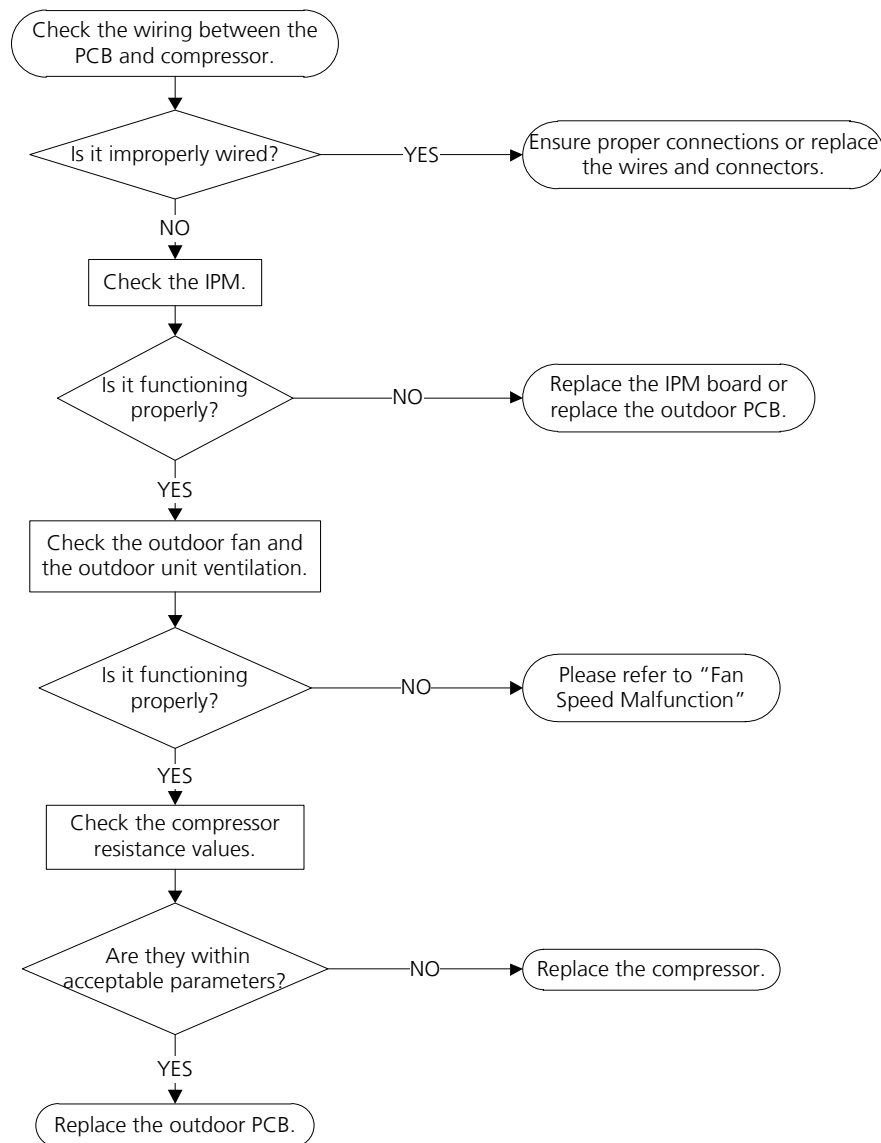 Check the wiring between the
PCB and compressor.
Is it improperly wired?
YES
Ensure proper connections or replace
the wires and connectors.
NO
Check the IPM.
Is it functioning
properly?
NO
Replace the IPM board or
replace the outdoor PCB.
YES
Check the outdoor fan and
the outdoor unit ventilation.
Is it functioning
properly?
NO
Please refer to “Fan
Speed Malfunction”
YES
Check the compressor
resistance values.
Are they within
acceptable parameters?
NO
Replace the compressor.
YES
Replace the outdoor PCB.